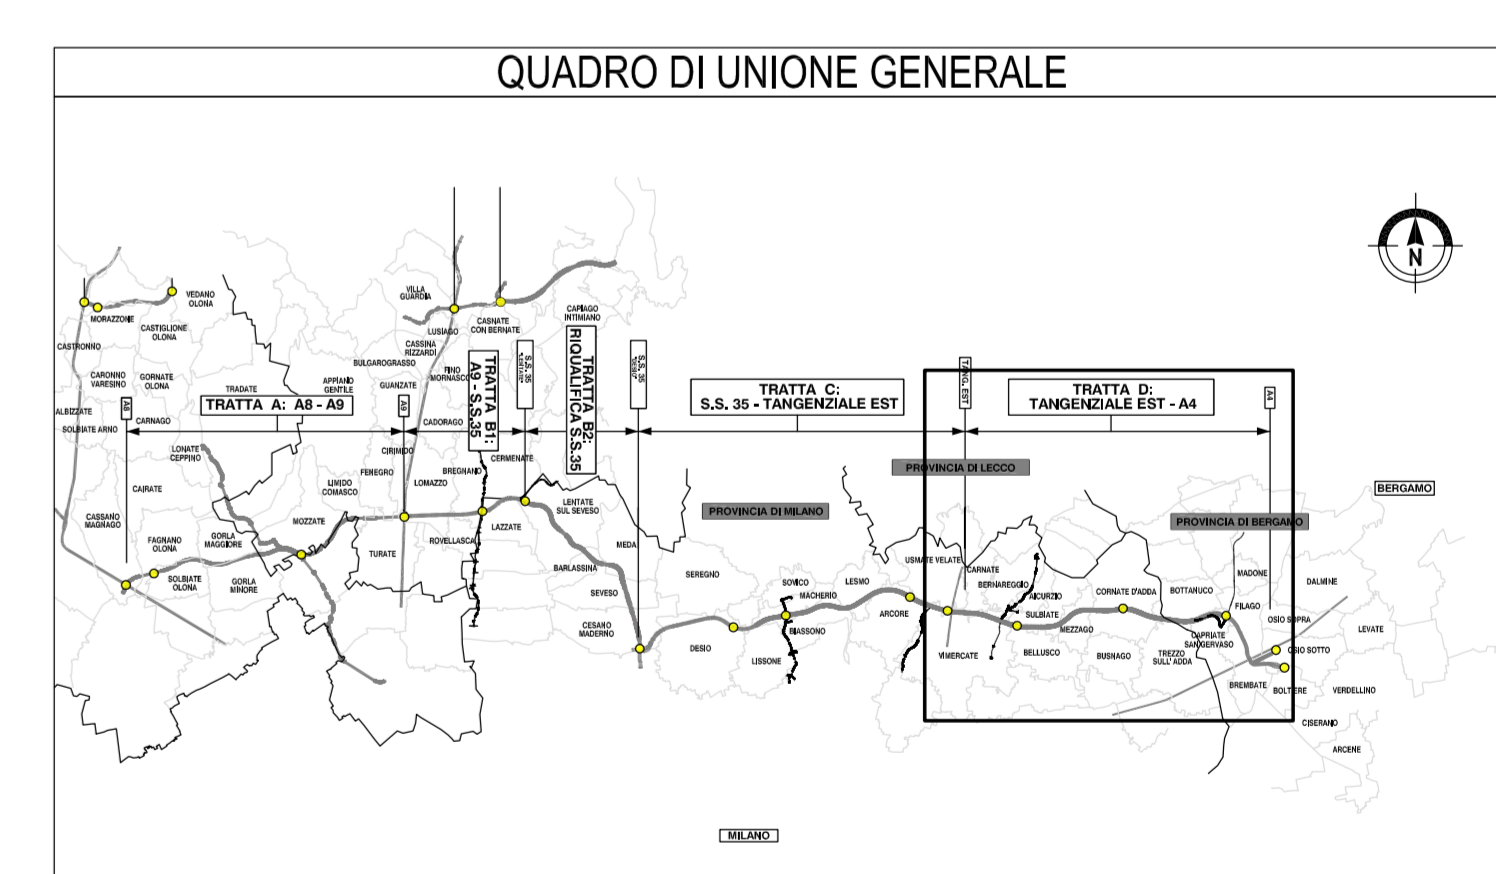 QUADRO DI UNIONE GENERALE
N
VILLA
GUARDIA
VEDANO
OLONA
MORAZZONE
CASTIGLIONE
OLONA
CAPIAGO
INTIMIANO
CASNATE
CON BERNATE
LUSIAGO
CASTRONNO
CASSINA
RIZZARDI
BULGAROGRASSO
FINO
MORNASCO
CARONNO
VARESINO
GORNATE
OLONA
TRADATE
APPIANO
GENTILE
GUANZATE
S.S. 35
"LENTATE"
S.S. 35
"DESIO"
TANG. EST
TRATTA A: A8 - A9
TRATTA B1:
A9 - S.S.35
TRATTA B2:
RIQUALIFICA S.S.35
TRATTA C:
S.S. 35 - TANGENZIALE EST
TRATTA D:
TANGENZIALE EST - A4
A8
A9
A4
ALBIZZATE
CARNAGO
SOLBIATE ARNO
CADORAGO
LONATE
CEPPINO
CIRIMIDO
CERMENATE
FENEGRO
BREGNANO
LIMIDO
COMASCO
LOMAZZO
CAIRATE
PROVINCIA DI LECCO
BERGAMO
LENTATE
SUL SEVESO
PROVINCIA DI MILANO
PROVINCIA DI BERGAMO
CASSANO
MAGNAGO
MOZZATE
LAZZATE
FAGNANO
OLONA
GORLA
MAGGIORE
ROVELLASCA
TURATE
MEDA
BARLASSINA
SEREGNO
SOVICO
LESMO
USMATE VELATE
CARNATE
MADONE
DALMINE
SOLBIATE
OLONA
GORLA
MINORE
SEVESO
MACHERIO
BERNAREGGIO
AICURZIO
CORNATE D'ADDA
BOTTANUCO
FILAGO
ARCORE
SULBIATE
OSIO SOPRA
CESANO
MADERNO
BIASSONO
MEZZAGO
CAPRIATE
SANGERVASO
LEVATE
DESIO
LISSONE
VIMERCATE
BELLUSCO
BUSNAGO
TREZZO
SULL' ADDA
OSIO SOTTO
BREMBATE
BOLTIERE
VERDELLINO
CISERANO
ARCENE
MILANO